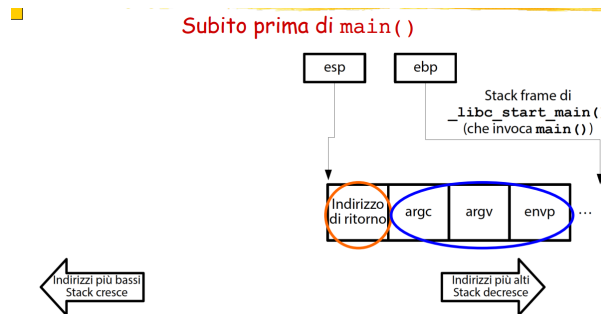 Subito prima di main()
esp
ebp
Stack frame di
_libc_start_main(
(che invoca main())
Indirizzo
di ritorno
argc
argv
envp
...
Indirizzi più bassi
Stack cresce
Indirizzi più alti
Stack decresce